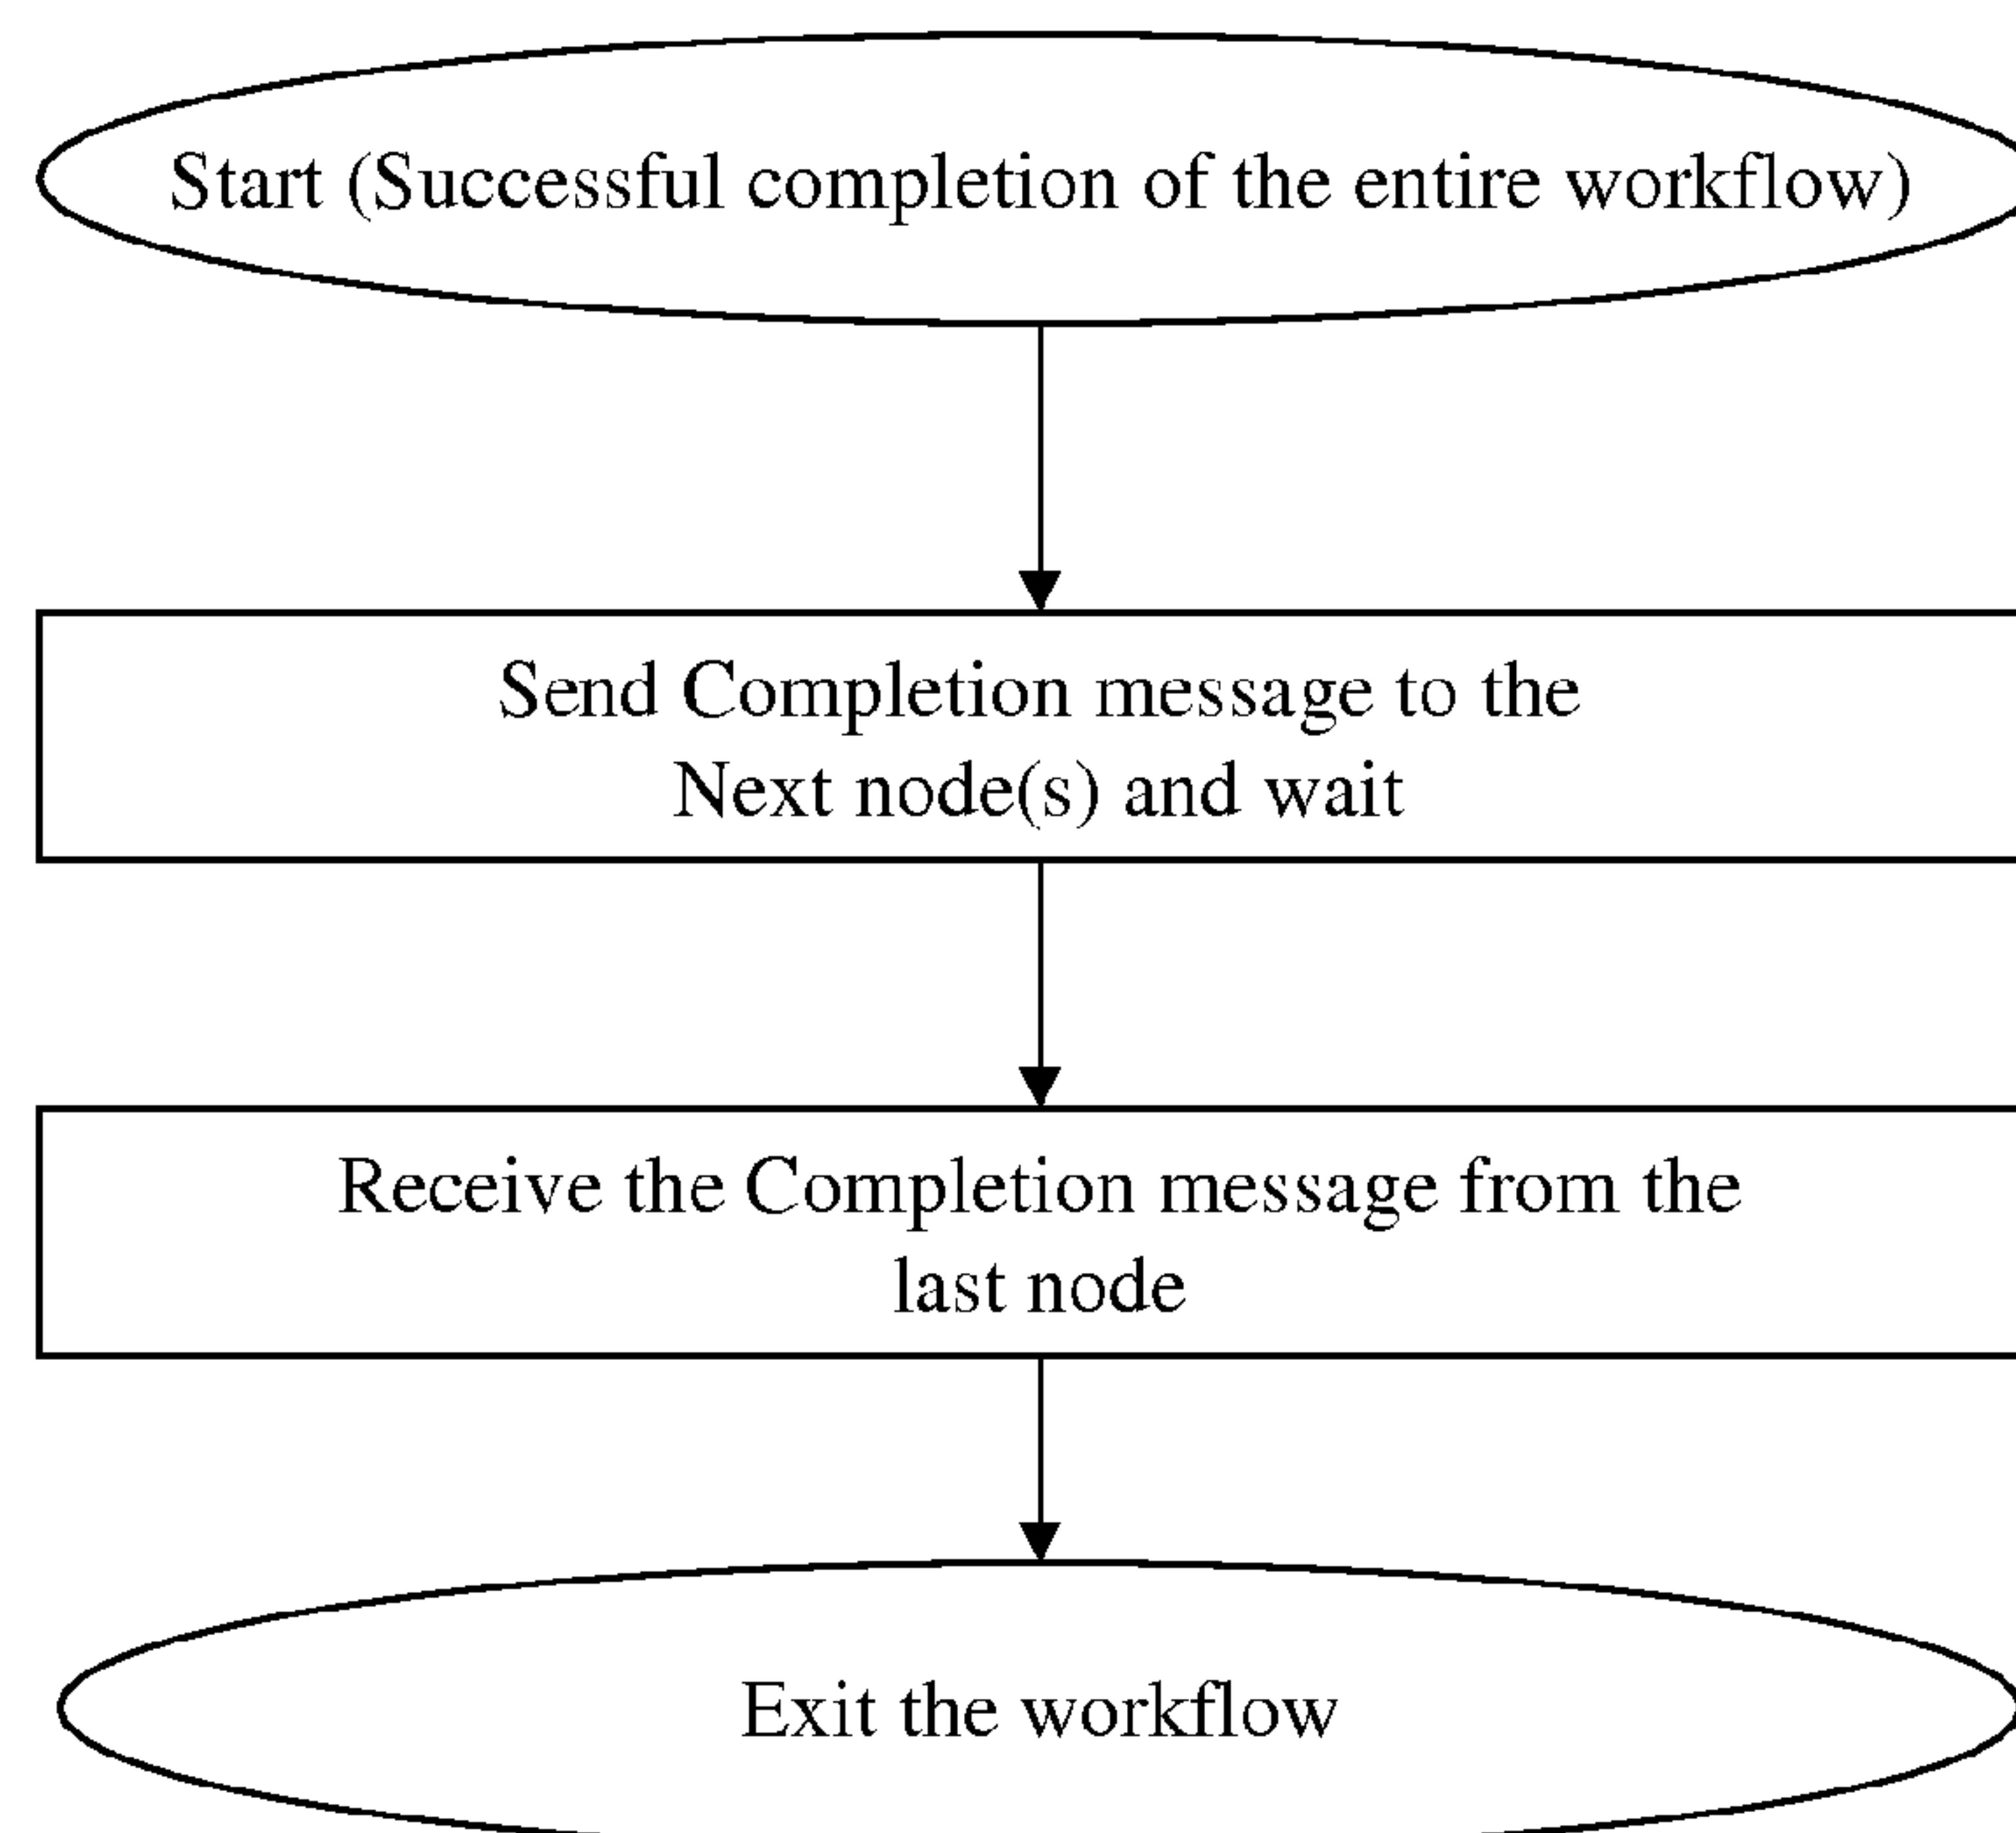 Start (Successful completion of the entire workflow)
Send Completion message to the
Next node(s) and wait
Receive the Completion message from the
last node
Exit the workflow